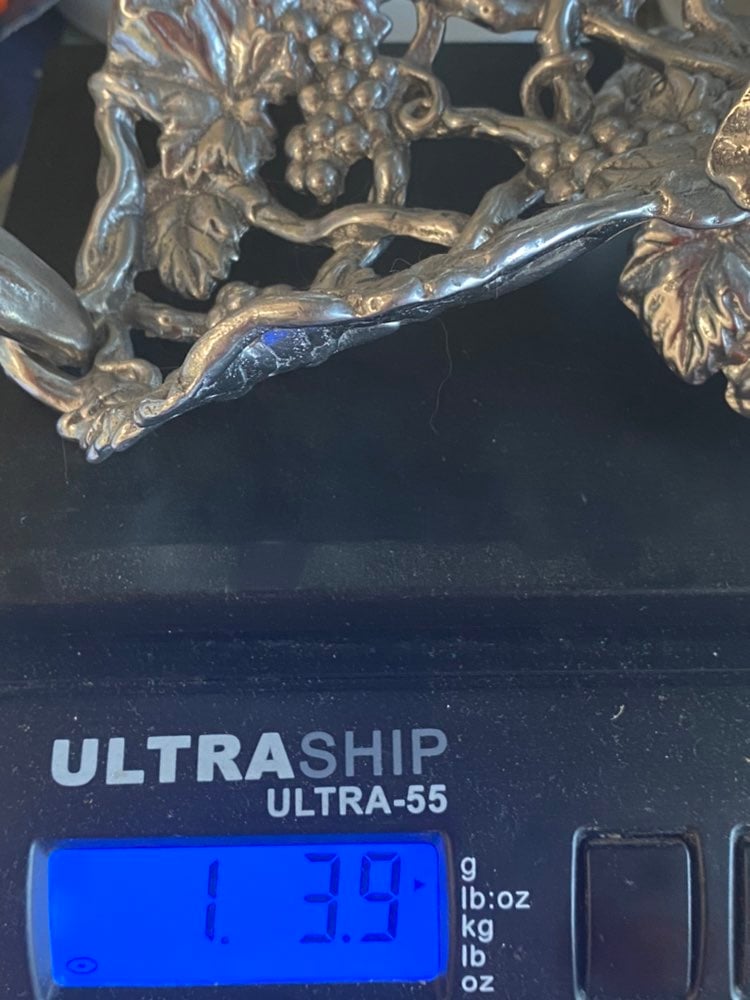 ULTRASHIP
ULTRA-55
1. 3.9
g
lb:oz
kg
lb
oz